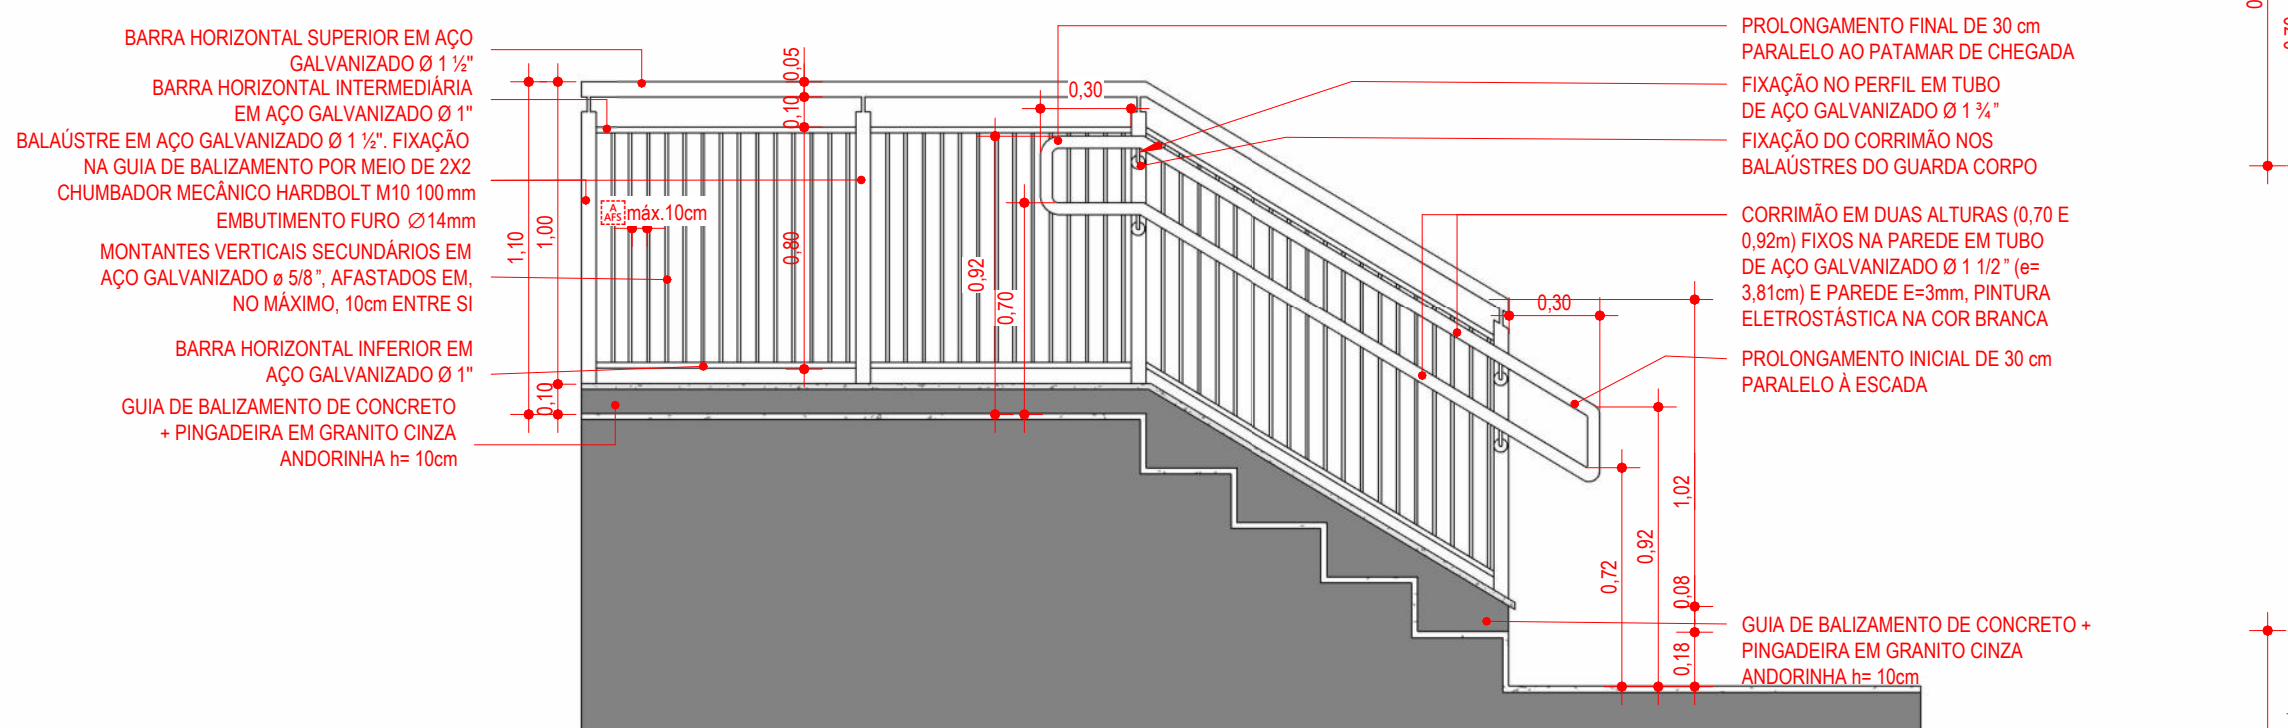 BARRA HORIZONTAL SUPERIOR EM AÇO
GALVANIZADO Ø 1 ½"
BARRA HORIZONTAL INTERMEDIÁRIA
EM AÇO GALVANIZADO Ø 1"
BALAÚSTRE EM AÇO GALVANIZADO Ø 1 ½". FIXAÇÃO
NA GUIA DE BALIZAMENTO POR MEIO DE 2X2
CHUMBADOR MECÂNICO HARDBOLT M10 100 mm
EMBUTIMENTO FURO ∅14mm
MONTANTES VERTICAIS SECUNDÁRIOS EM
AÇO GALVANIZADO ø 5/8", AFASTADOS EM,
NO MÁXIMO, 10cm ENTRE SI
BARRA HORIZONTAL INFERIOR EM
AÇO GALVANIZADO Ø 1"
GUIA DE BALIZAMENTO DE CONCRETO
+ PINGADEIRA EM GRANITO CINZA
ANDORINHA h= 10cm
1,10
1,00
0,10
A
AFS
máx.10cm
0,05
0,10
0,80
0,92
0,70
0,30
0,30
0,72
0,92
1,02
0,08
0,18
PROLONGAMENTO FINAL DE 30 cm
PARALELO AO PATAMAR DE CHEGADA
FIXAÇÃO NO PERFIL EM TUBO
DE AÇO GALVANIZADO Ø 1 ¾"
FIXAÇÃO DO CORRIMÃO NOS
BALAÚSTRES DO GUARDA CORPO
CORRIMÃO EM DUAS ALTURAS (0,70 E
0,92m) FIXOS NA PAREDE EM TUBO
DE AÇO GALVANIZADO Ø 1 1/2" (e=
3,81cm) E PAREDE E=3mm, PINTURA
ELETROSTÁSTICA NA COR BRANCA
PROLONGAMENTO INICIAL DE 30 cm
PARALELO À ESCADA
GUIA DE BALIZAMENTO DE CONCRETO +
PINGADEIRA EM GRANITO CINZA
ANDORINHA h= 10cm